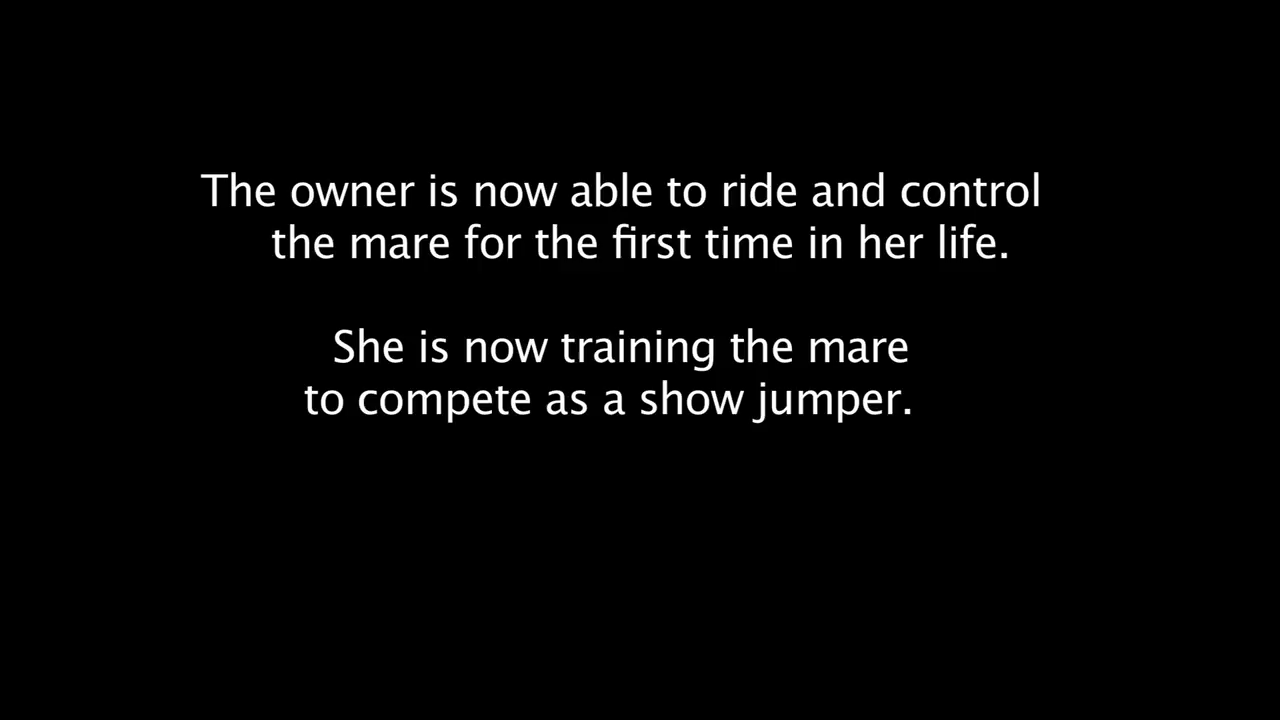 The owner is now able to ride and control
the mare for the first time in her life.
She is now training the mare
to compete as a show jumper.